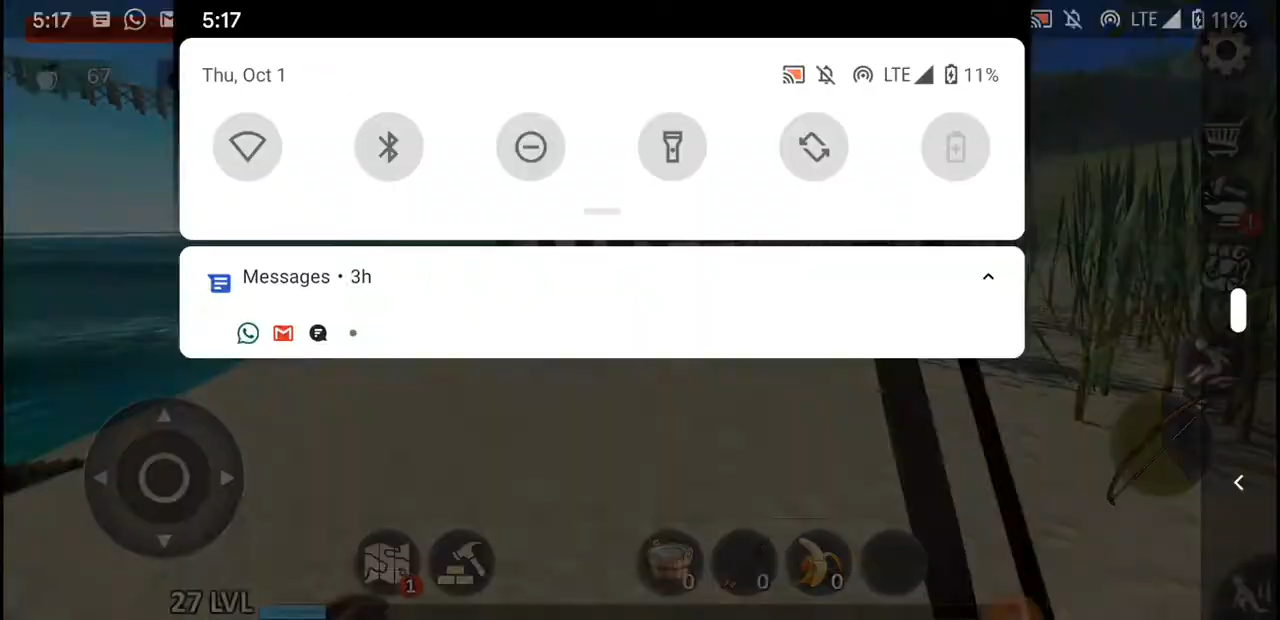 5:17
5:17
LTE 11%
67
Thu, Oct 1
LTE 11%
Messages • 3h
1
0
0
0
27 LVL